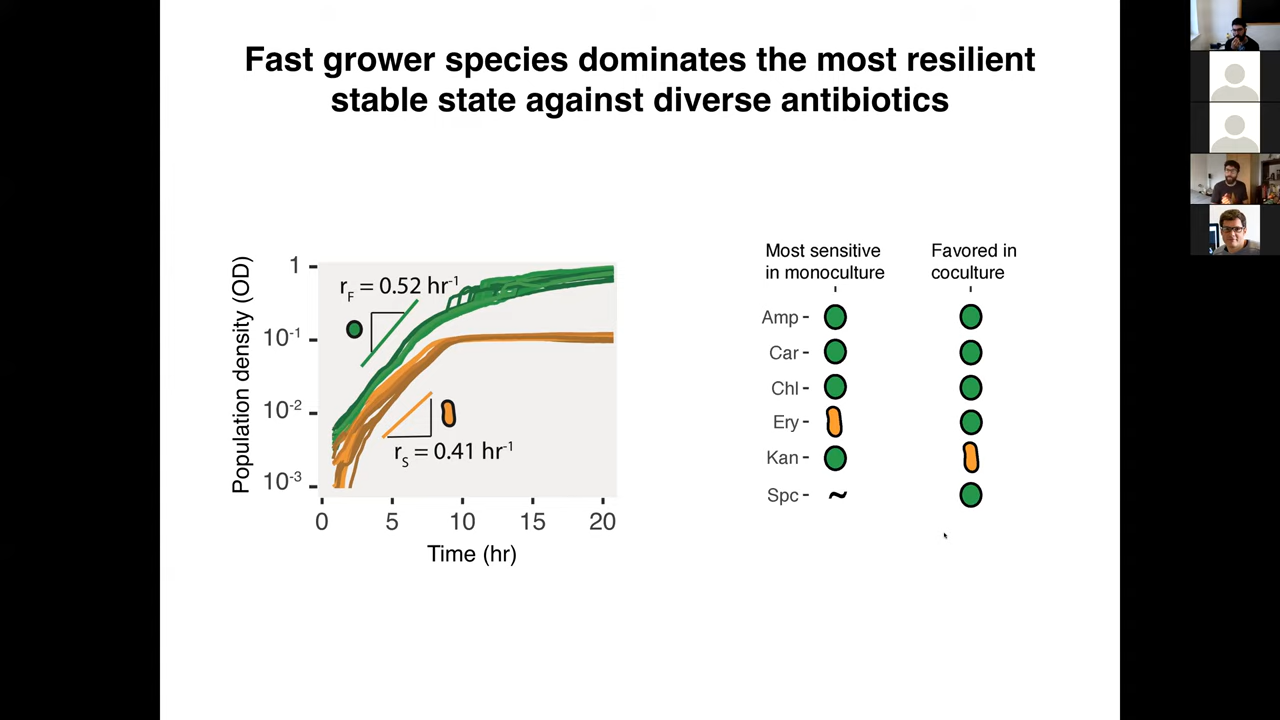 Fast grower species dominates the most resilient
stable state against diverse antibiotics
Population density (OD)
1
10-1
10-2
10-3
rF = 0.52 hr-1
rS = 0.41 hr-1
0 5 10 15 20
Time (hr)
Most sensitive
in monoculture
Favored in
coculture
Amp
Car
Chl
Ery
Kan
Spc ~